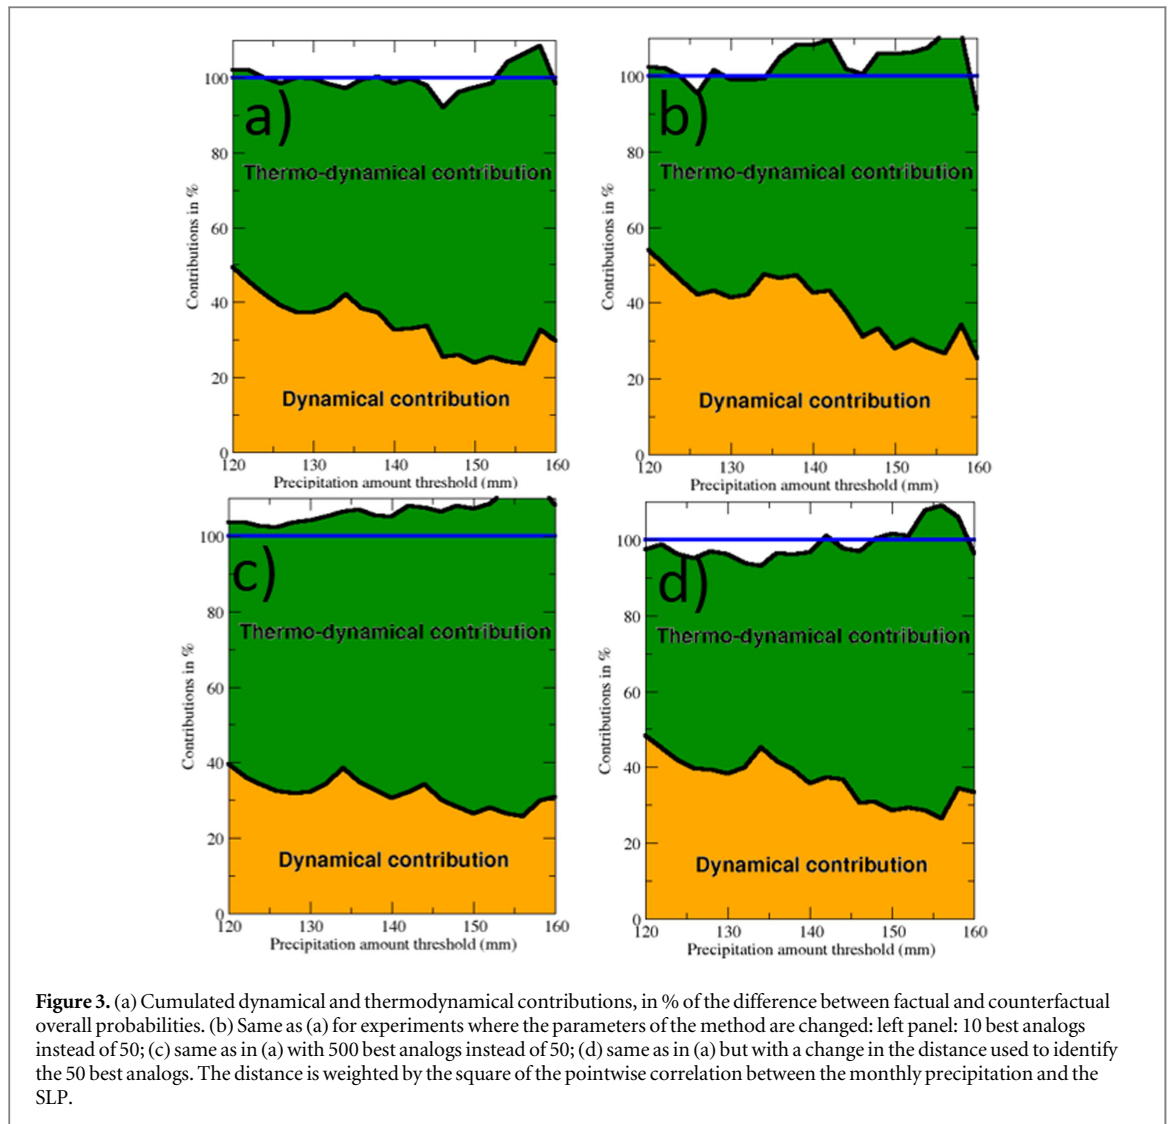 a)
100
80
60
40
20
0
Contributions in %
Thermo-dynamical contribution
Dynamical contribution
120 130 140 150 160
Precipitation amount threshold (mm)
b)
100
80
60
40
20
0
Contributions in %
Thermo-dynamical contribution
Dynamical contribution
120 130 140 150 160
Precipitation amount threshold (mm)
c)
100
80
60
40
20
0
Contributions in %
Thermo-dynamical contribution
Dynamical contribution
120 130 140 150 160
Precipitation amount threshold (mm)
d)
100
80
60
40
20
0
Contributions in %
Thermo-dynamical contribution
Dynamical contribution
120 130 140 150 160
Precipitation amount threshold (mm)
Figure 3. (a) Cumulated dynamical and thermodynamical contributions, in % of the difference between factual and counterfactual
overall probabilities. (b) Same as (a) for experiments where the parameters of the method are changed: left panel: 10 best analogs
instead of 50; (c) same as in (a) with 500 best analogs instead of 50; (d) same as in (a) but with a change in the distance used to identify
the 50 best analogs. The distance is weighted by the square of the pointwise correlation between the monthly precipitation and the
SLP.